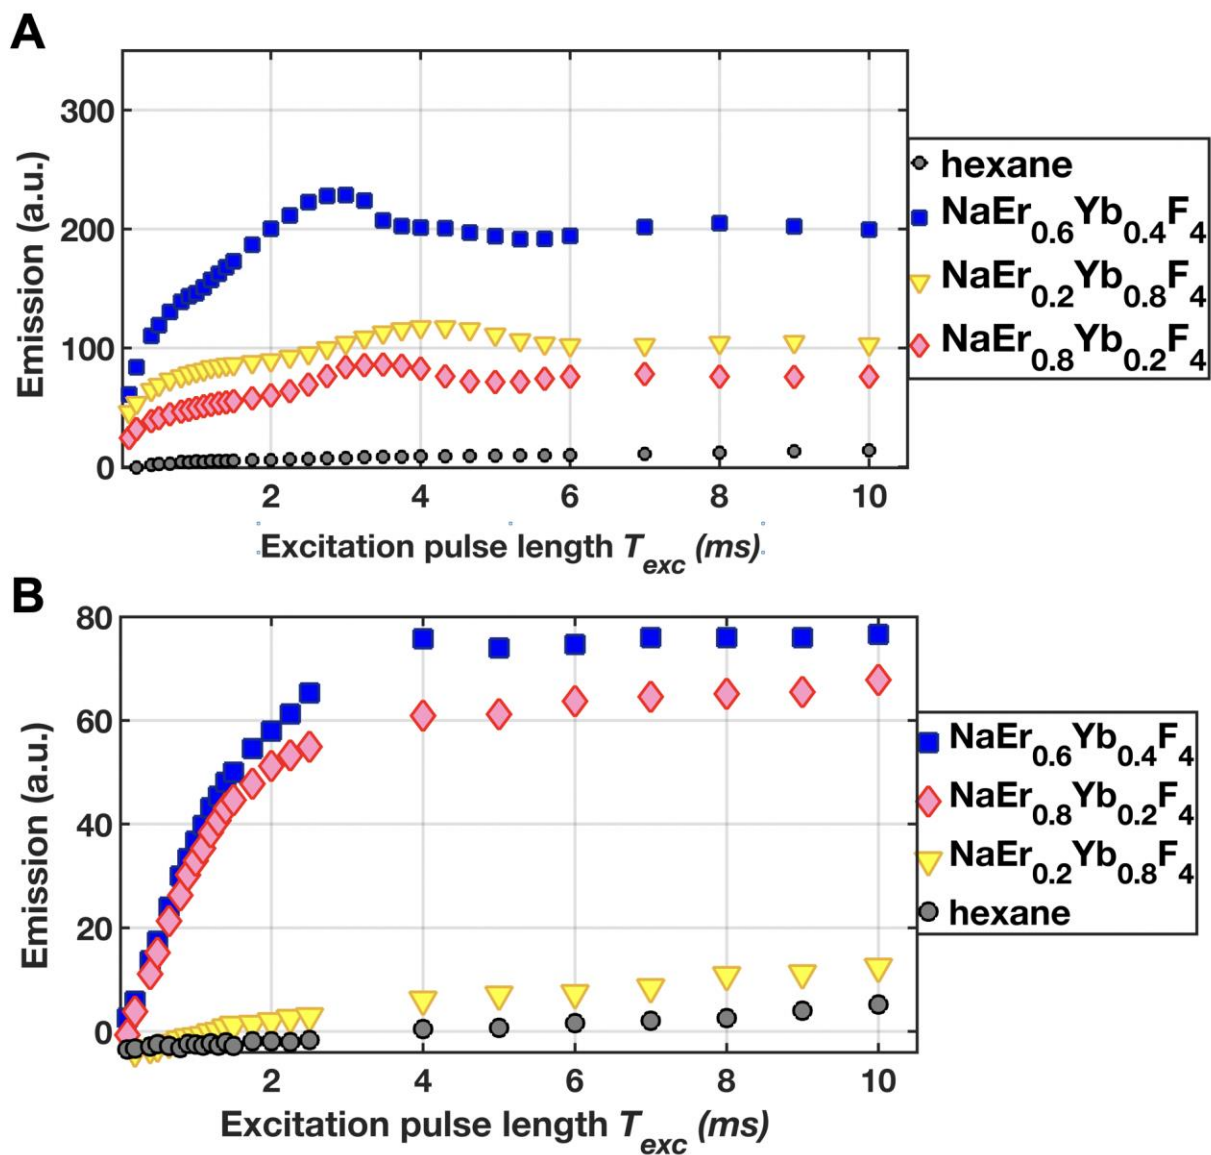 A
300
200
100
0
2 4 6 8 10
Emission (a.u.)
Excitation pulse length T_exc (ms)
hexane
NaEr0.6Yb0.4F4
NaEr0.2Yb0.8F4
NaEr0.8Yb0.2F4
B
80
60
40
20
0
2 4 6 8 10
Emission (a.u.)
Excitation pulse length T_exc (ms)
NaEr0.6Yb0.4F4
NaEr0.8Yb0.2F4
NaEr0.2Yb0.8F4
hexane